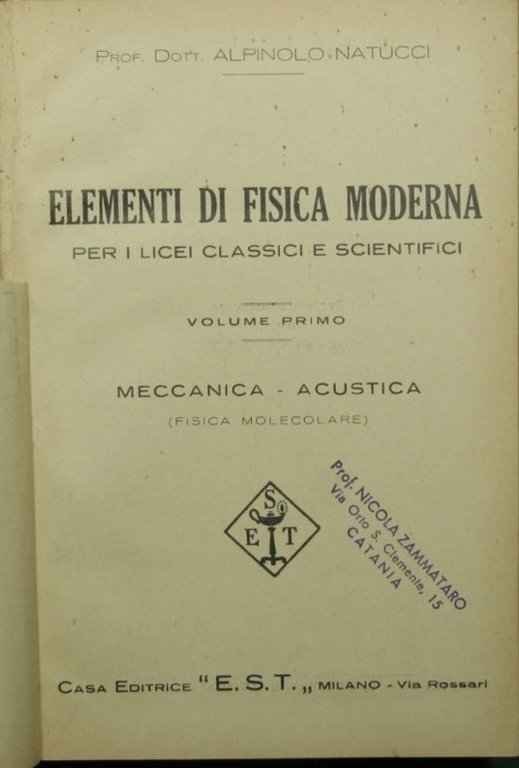 PROF. DOTT. ALPINOLO NATUCCI
ELEMENTI DI FISICA MODERNA
PER I LICEI CLASSICI E SCIENTIFICI
VOLUME PRIMO
MECCANICA - ACUSTICA
(FISICA MOLECOLARE)
S
E T
Prof. NICOLA ZAMMATARO
Via Orto S. Clemente, 15
CATANIA
CASA EDITRICE “E. S. T.„ MILANO - Via Rossari